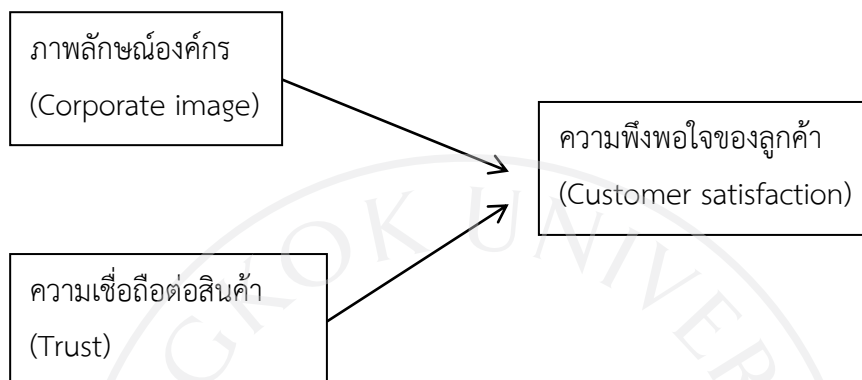 ภาพลักษณ์องค์กร
(Corporate image)
ความพึงพอใจของลูกค้า
(Customer satisfaction)
ความเชื่อถือต่อสินค้า
(Trust)
GKOK UNIVER